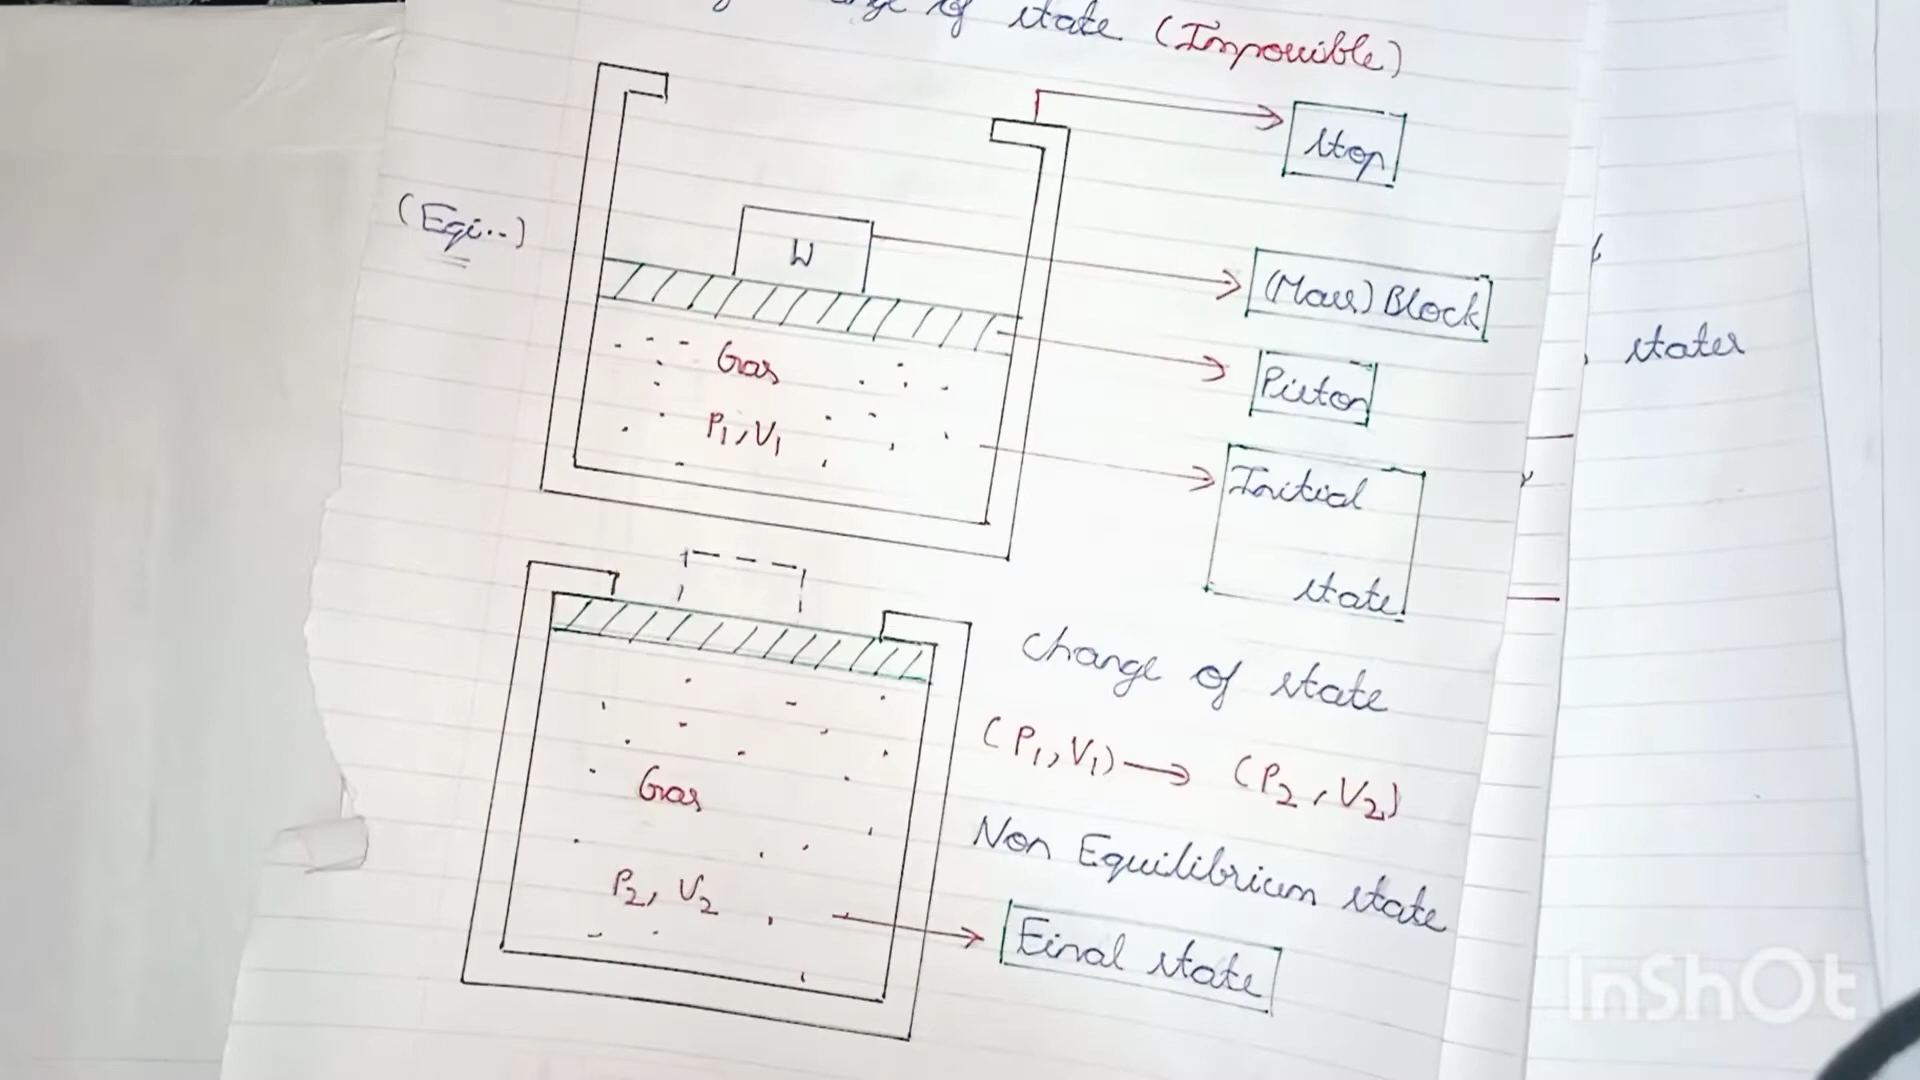 of state (Impossible)
Stop
(Equi..)
W
(Mass) Block
Gas
Piston
P1, V1
Initial
state
states
Change of state
(P1, V1) → (P2, V2)
Gas
Non Equilibrium state
P2, V2
Final state
InShOt